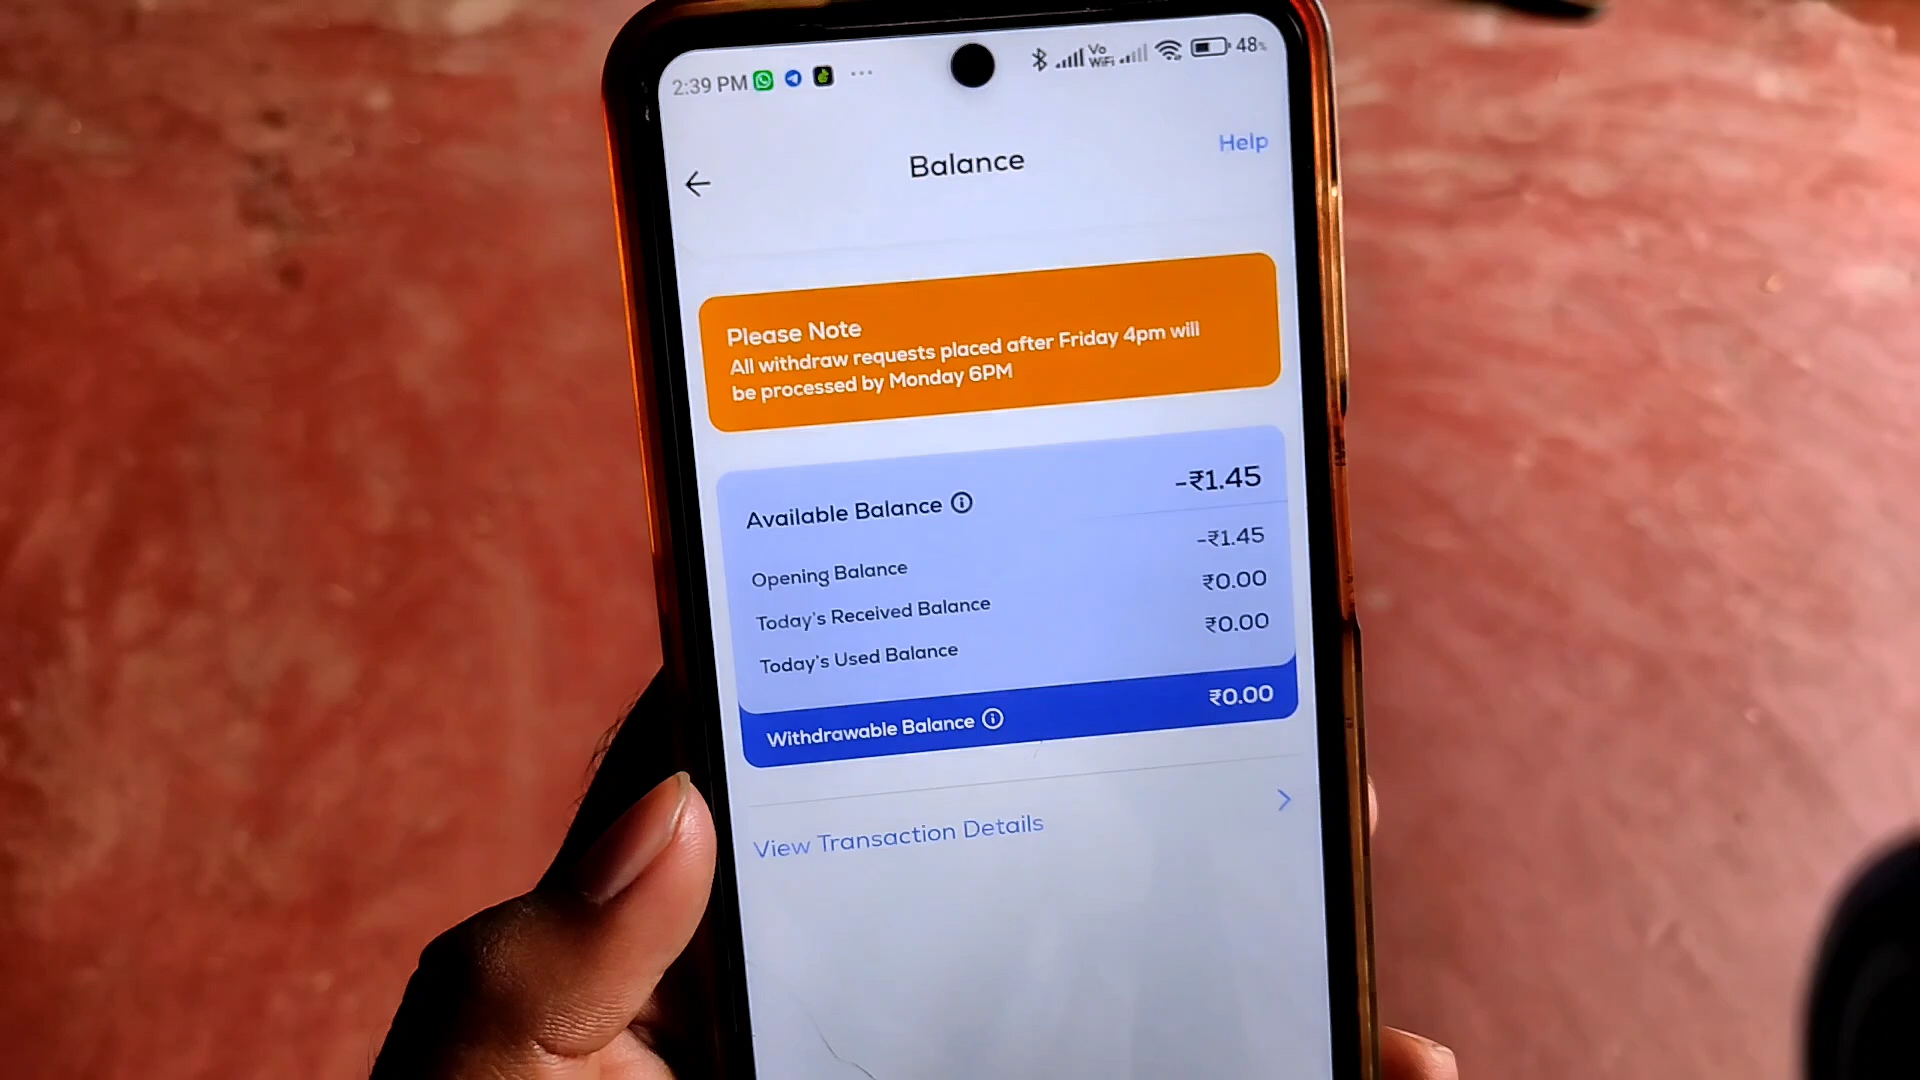 2:39 PM
Vo
WiFi
48%
Balance
Help
Please Note
All withdraw requests placed after Friday 4pm will
be processed by Monday 6PM
Available Balance -₹1.45
Opening Balance -₹1.45
Today's Received Balance ₹0.00
Today's Used Balance ₹0.00
Withdrawable Balance ₹0.00
View Transaction Details